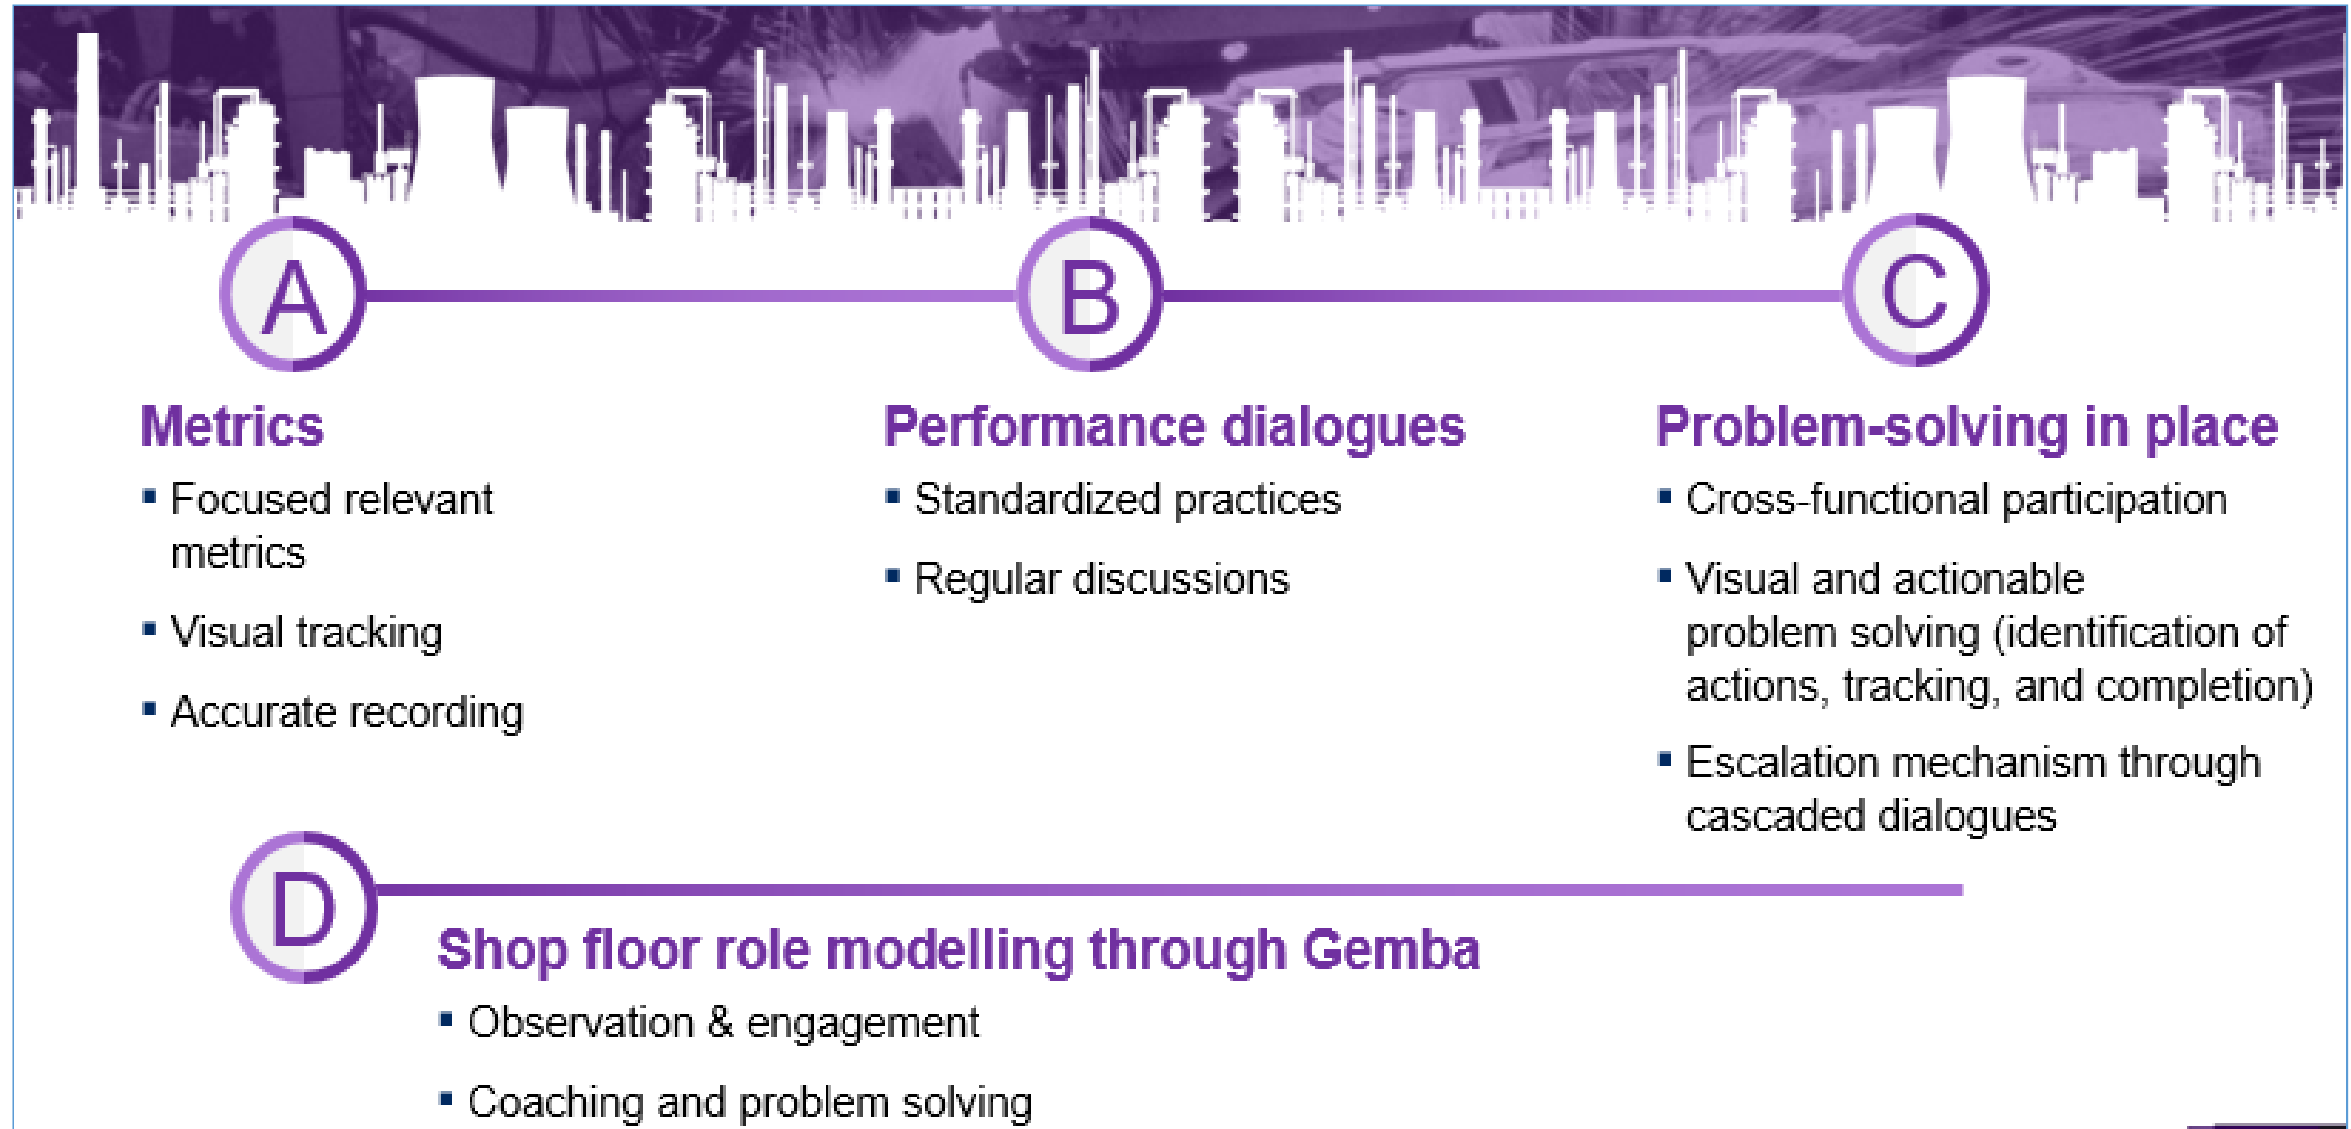 A
B
C
Metrics
▪ Focused relevant
metrics
▪ Visual tracking
▪ Accurate recording
Performance dialogues
▪ Standardized practices
▪ Regular discussions
Problem-solving in place
▪ Cross-functional participation
▪ Visual and actionable
problem solving (identification of
actions, tracking, and completion)
▪ Escalation mechanism through
cascaded dialogues
D
Shop floor role modelling through Gemba
▪ Observation & engagement
▪ Coaching and problem solving